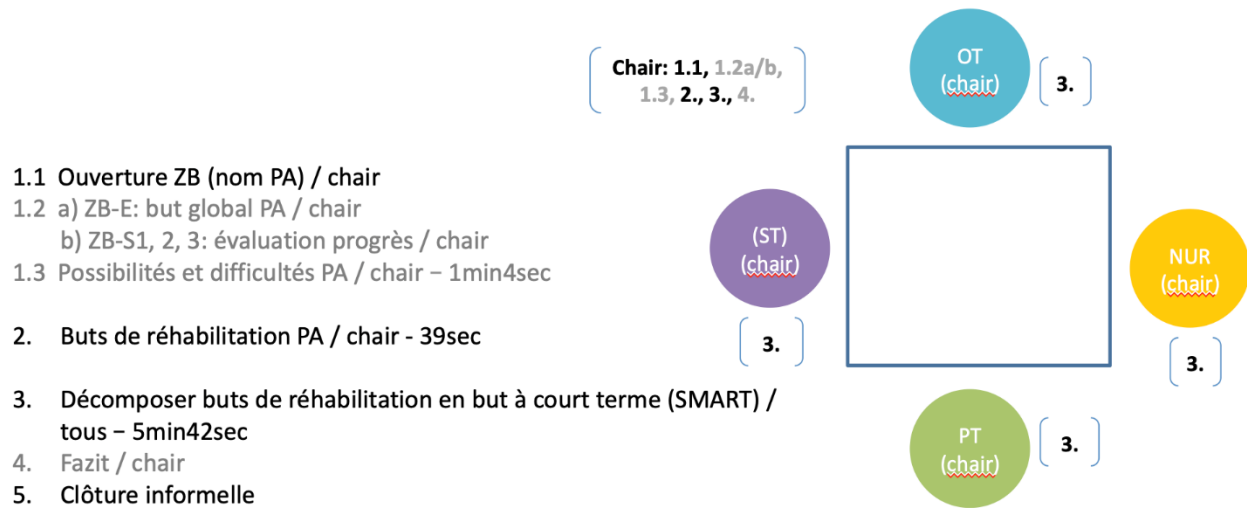 Chair: 1.1, 1.2a/b,
1.3, 2., 3., 4.
OT
(chair)
3.
1.1 Ouverture ZB (nom PA) / chair
1.2 a) ZB-E: but global PA / chair
b) ZB-S1, 2, 3: évaluation progrès / chair
1.3 Possibilités et difficultés PA / chair – 1min4sec
2. Buts de réhabilitation PA / chair - 39sec
3. Décomposer buts de réhabilitation en but à court terme (SMART) /
tous – 5min42sec
4. Fazit / chair
5. Clôture informelle
(ST)
(chair)
3.
NUR
(chair)
3.
PT
(chair)
3.